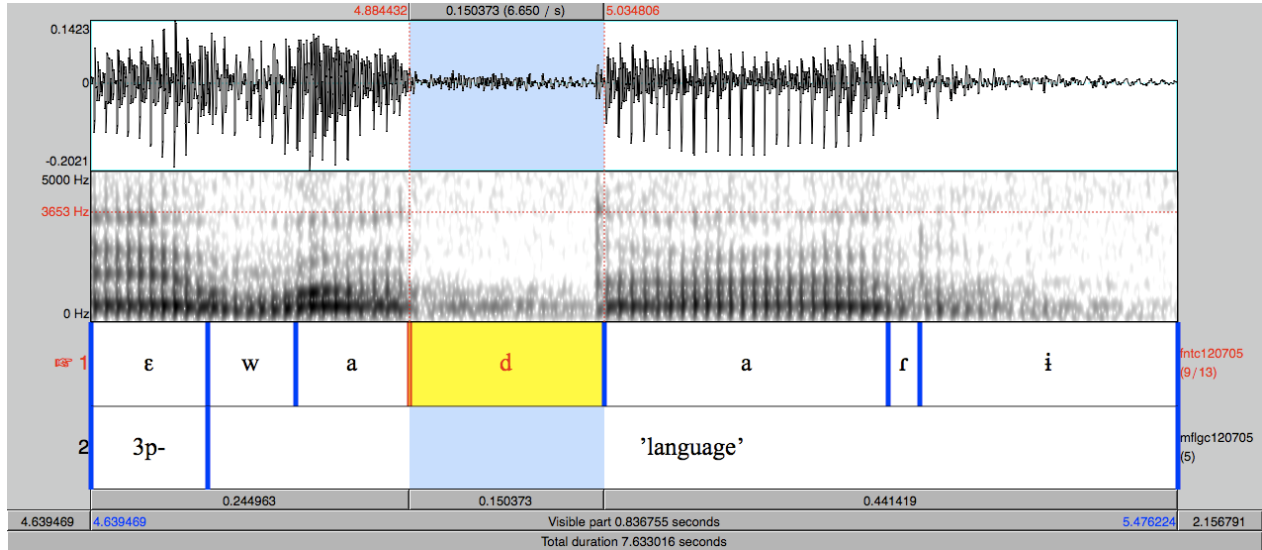 4.884432 0.150373 (6.650 / s) 5.034806
0.1423
0
-0.2021
5000 Hz
3653 Hz
0 Hz
☞ 1 ɛ w a d a ɾ ɨ fntc120705
(9/13)
2 3p- ’language’ mflgc120705
(5)
0.244963 0.150373 0.441419
4.639469 4.639469 Visible part 0.836755 seconds 5.476224 2.156791
Total duration 7.633016 seconds